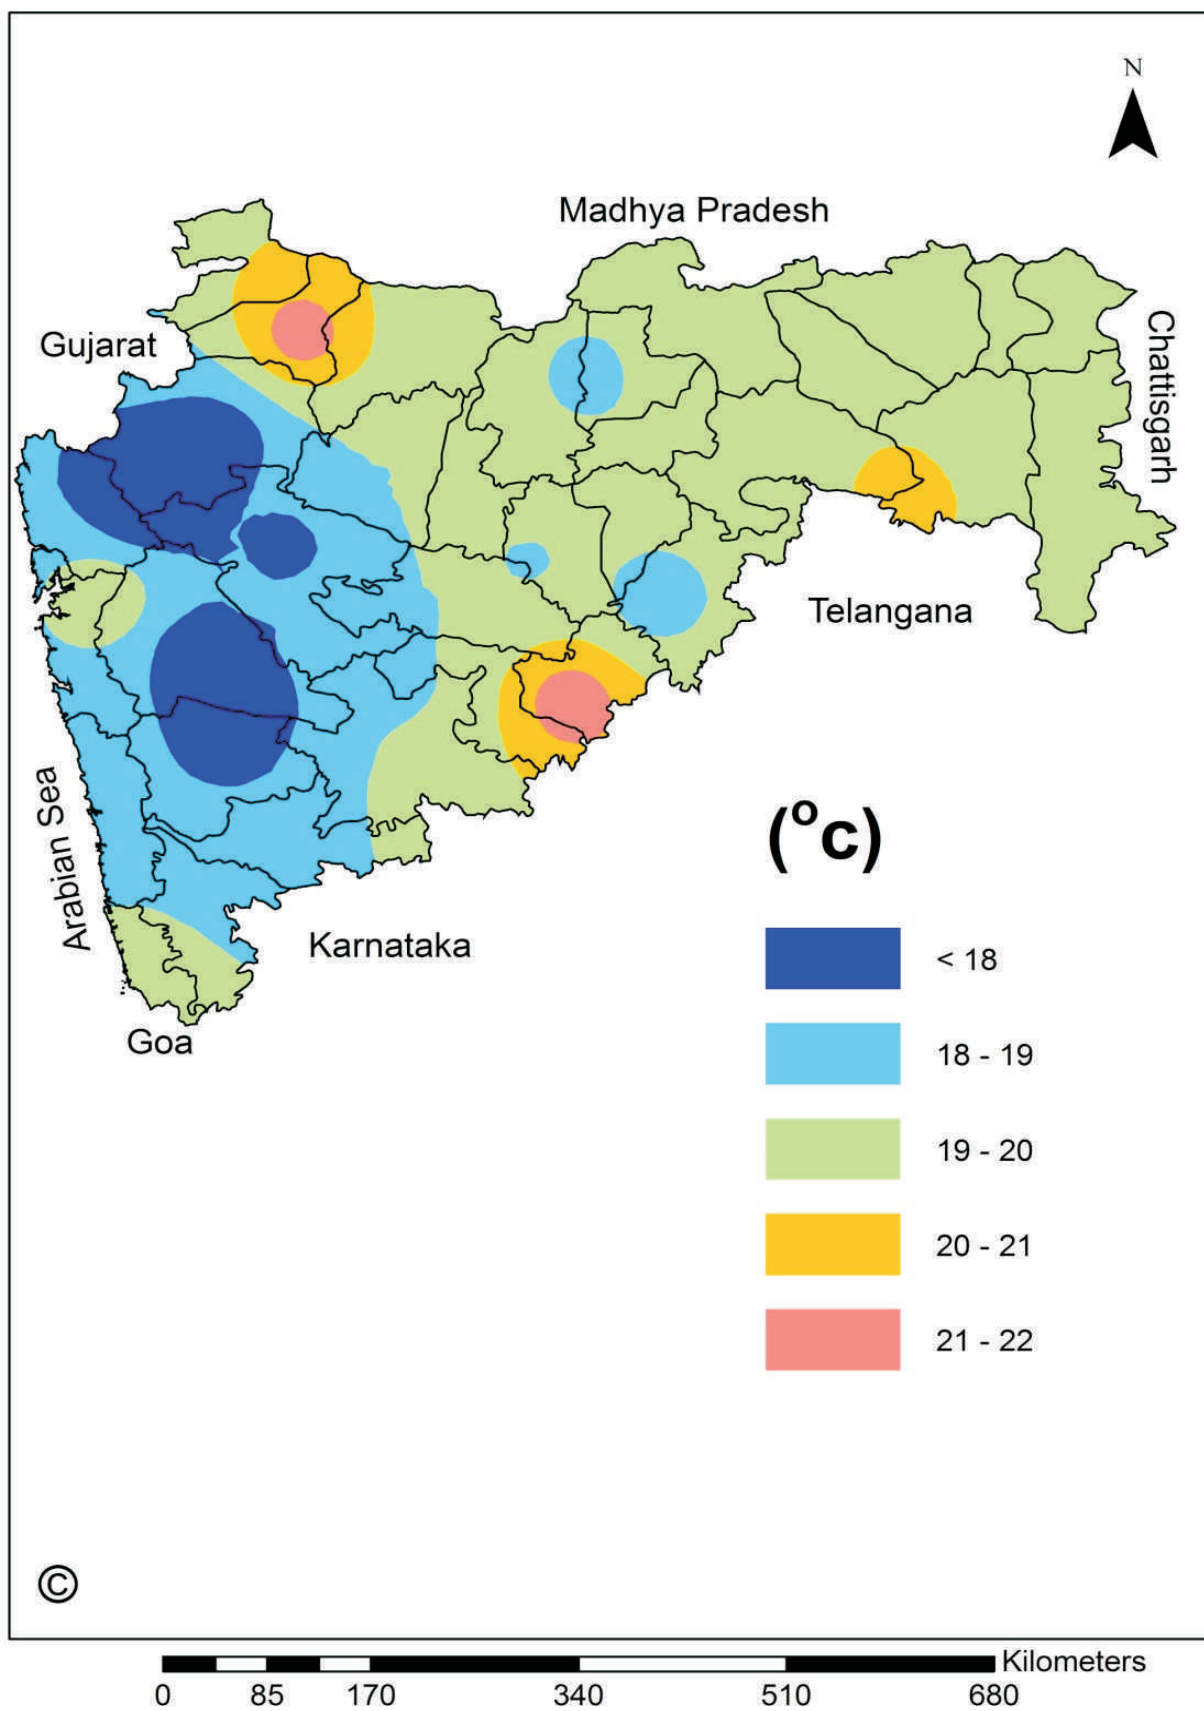 N
Madhya Pradesh
Gujarat
Chattisgarh
Telangana
Arabian Sea
Karnataka
Goa
(°c)
< 18
18 - 19
19 - 20
20 - 21
21 - 22
©
Kilometers
0 85 170 340 510 680